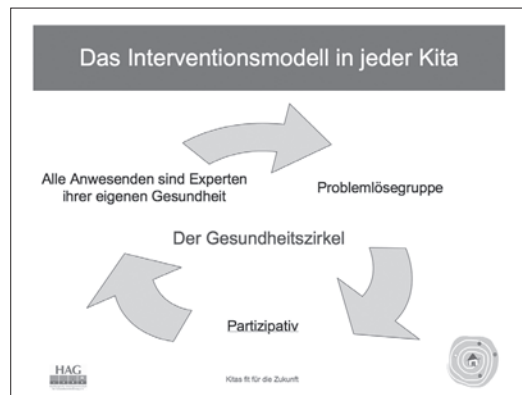 Das Interventionsmodell in jeder Kita
Alle Anwesenden sind Experten
ihrer eigenen Gesundheit
Problemlösegruppe
Der Gesundheitszirkel
Partizipativ
HAG
Kitas fit für die Zukunft